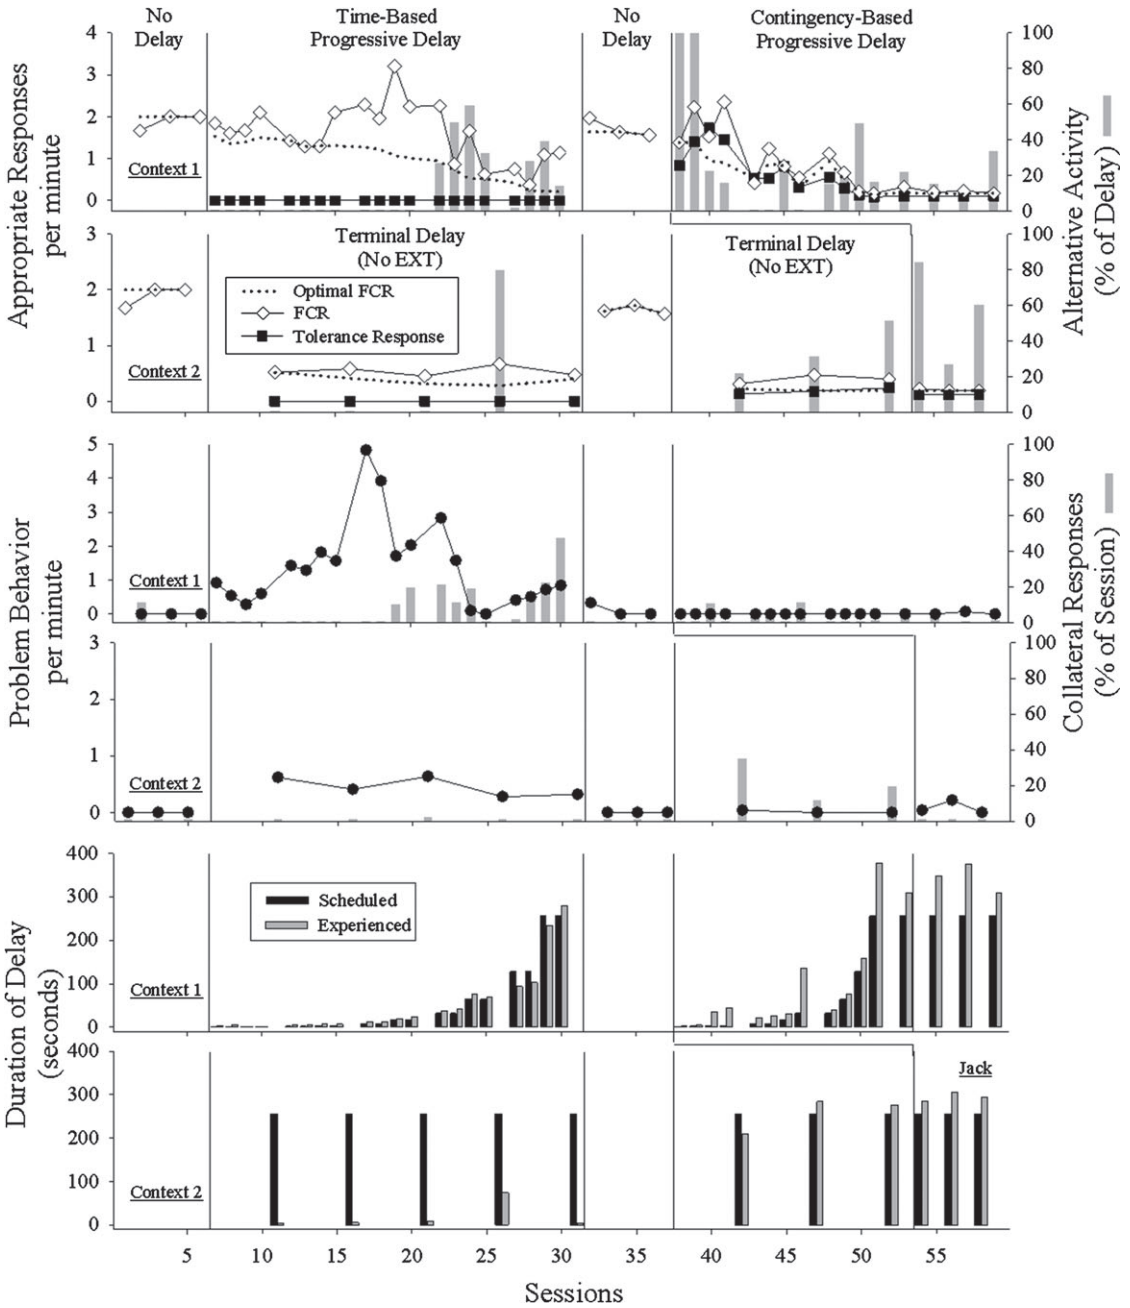 No
Delay
Time-Based
Progressive Delay
No
Delay
Contingency-Based
Progressive Delay
Appropriate Responses
per minute
4
3
2
1
0
Context 1
100
80
60
40
20
0
Alternative Activity
(% of Delay)
3
2
1
0
Terminal Delay
(No EXT)
Optimal FCR
FCR
Tolerance Response
Context 2
Terminal Delay
(No EXT)
100
80
60
40
20
0
Problem Behavior
per minute
5
4
3
2
1
0
Context 1
100
80
60
40
20
0
Collateral Responses
(% of Session)
3
2
1
0
Context 2
100
80
60
40
20
0
Duration of Delay
(seconds)
400
300
200
100
0
Scheduled
Experienced
Context 1
400
300
200
100
0
Context 2
Jack
5 10 15 20 25 30 35 40 45 50 55
Sessions